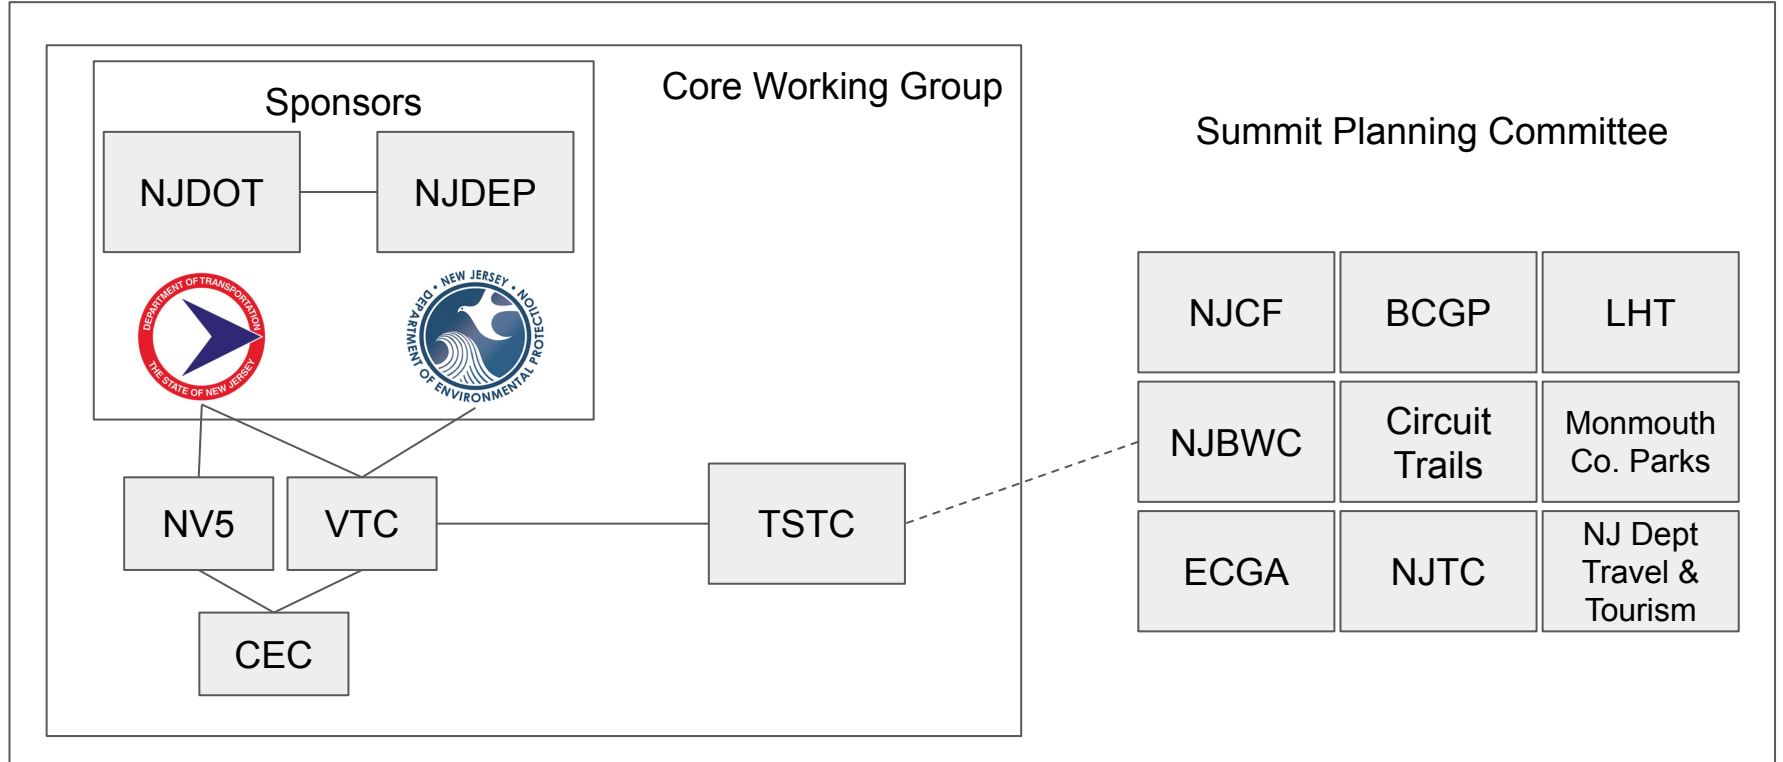 Sponsors
Core Working Group
Summit Planning Committee
NJDOT
NJDEP
DEPARTMENT OF TRANSPORTATION
THE STATE OF NEW JERSEY
• NEW JERSEY •
DEPARTMENT OF ENVIRONMENTAL PROTECTION
NV5
VTC
TSTC
CEC
NJCF
BCGP
LHT
NJBWC
Circuit
Trails
Monmouth
Co. Parks
ECGA
NJTC
NJ Dept
Travel &
Tourism